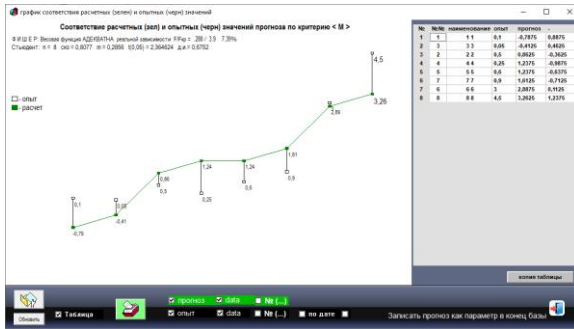 график соответствия расчетных (зелен) и опытных (черн) значений
Соответствие расчетных (зел) и опытных (черн) значений прогноза по критерию < M >
Ф И Ш Е Р: Весовая функция АДЕКВАТНА реальной зависимости F/Fкр = .288 / 3.9 7,39%
Стьюдент: n = 8 ско = 0,8077 m = 0,2856 t(0,05) = 2,364624 д.и = 0,6752
опыт
расчет
4,5
3,26
2,89
1,61
0,9
1,24
0,6
1,24
0,25
0,86
0,5
0,05
-0,41
0,1
-0,79
№ №№ наименование опыт прогноз -
1 1 1 1 0,1 -0,7875 0,8875
2 3 3 3 0,05 -0,4125 0,4625
3 2 2 2 0,5 0,8625 -0,3625
4 4 4 4 0,25 1,2375 -0,9875
5 5 5 5 0,6 1,2375 -0,6375
6 7 7 7 0,9 1,6125 -0,7125
7 6 6 6 3 2,8875 0,1125
8 8 8 8 4,5 3,2625 1,2375
копия таблицы
Обновить
Таблица
прогноз data № (...)
опыт data № (...) по дате
Записать прогноз как параметр в конец базы